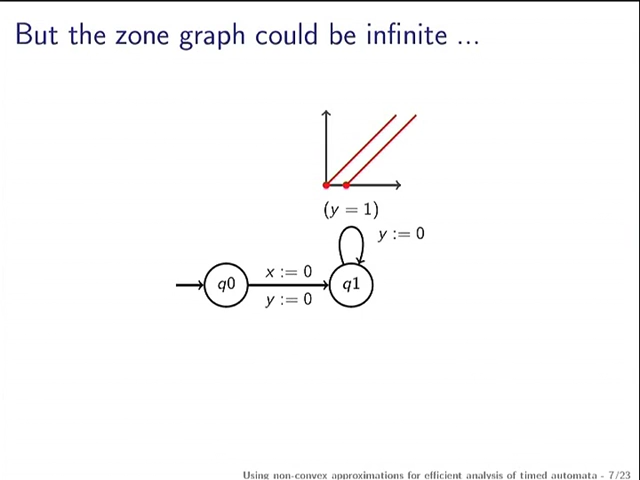 But the zone graph could be infinite ...
(y = 1)
y := 0
x := 0
q0
q1
y := 0
Using non-convex approximations for efficient analysis of timed automata - 7/23